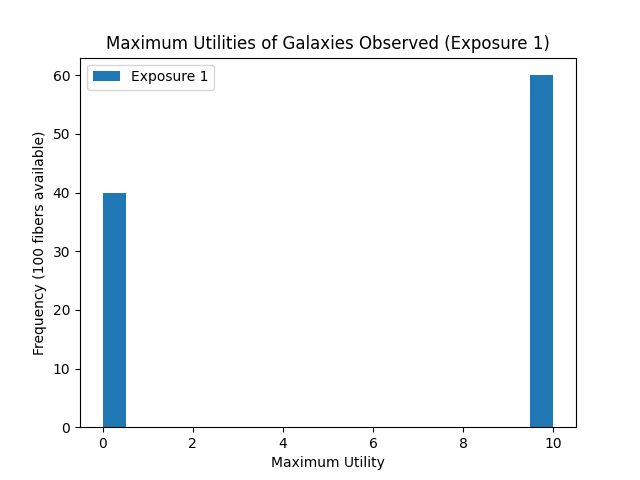 Maximum Utilities of Galaxies Observed (Exposure 1)
Exposure 1
Frequency (100 fibers available)
60
50
40
30
20
10
0
0 2 4 6 8 10
Maximum Utility